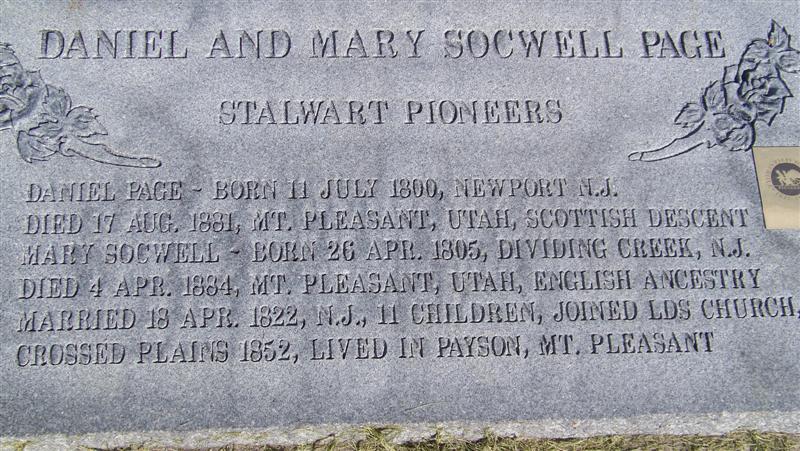 DANIEL AND MARY SOCWELL PAGE
STALWART PIONEERS
DANIEL PAGE - BORN 11 JULY 1800, NEWPORT N.J.
DIED 17 AUG. 1881, MT. PLEASANT, UTAH, SCOTTISH DESCENT
MARY SOCWELL - BORN 26 APR. 1805, DIVIDING CREEK, N.J.
DIED 4 APR. 1884, MT. PLEASANT, UTAH, ENGLISH ANCESTRY
MARRIED 18 APR. 1822, N.J., 11 CHILDREN, JOINED LDS CHURCH,
CROSSED PLAINS 1852, LIVED IN PAYSON, MT. PLEASANT